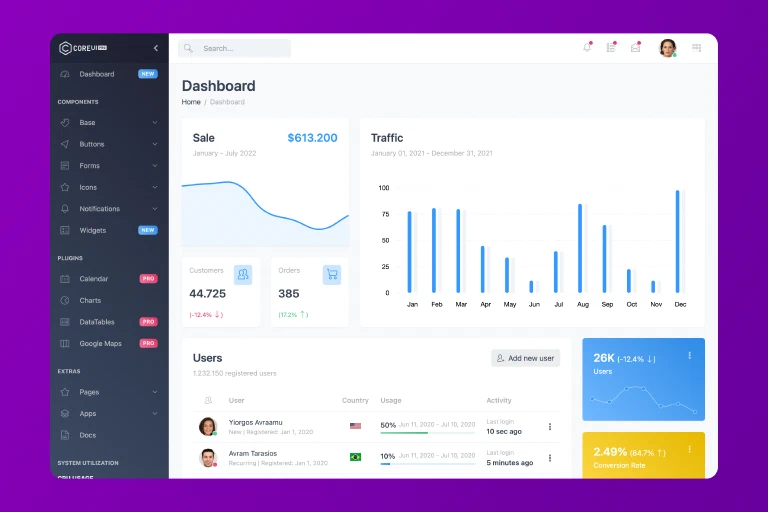 COREUI PRO
Search...
Dashboard NEW
COMPONENTS
Base
Buttons
Forms
Icons
Notifications
Widgets NEW
PLUGINS
Calendar PRO
Charts
DataTables PRO
Google Maps PRO
EXTRAS
Pages
Apps
Docs
SYSTEM UTILIZATION
CPU USAGE
Dashboard
Home / Dashboard
Sale $613.200
January - July 2022
Customers
44.725
(-12.4% ↓)
Orders
385
(17.2% ↑)
Traffic
January 01, 2021 - December 31, 2021
100
75
50
25
0
Jan Feb Mar Apr May Jun Jul Aug Sep Oct Nov Dec
Users
1.232.150 registered users
Add new user
User Country Usage Activity
Yiorgos Avraamu
New | Registered: Jan 1, 2020
50% Jun 11, 2020 - Jul 10, 2020
Last login
10 sec ago
Avram Tarasios
Recurring | Registered: Jan 1, 2020
10% Jun 11, 2020 - Jul 10, 2020
Last login
5 minutes ago
26K (-12.4% ↓)
Users
2.49% (84.7% ↑)
Conversion Rate